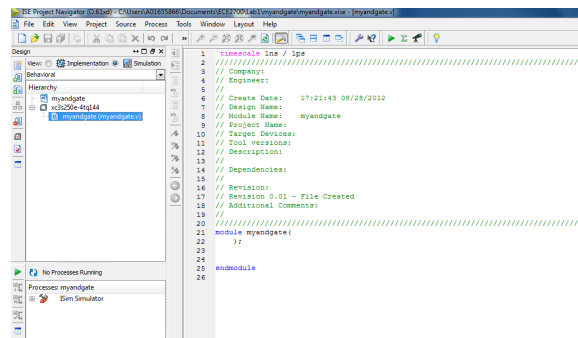 ISE Project Navigator (O.61xd) - C:\Users\A01655866\Documents\ECE2700\Lab1\myandgate\myandgate.xise - [myandgate.v]
File Edit View Project Source Process Tools Window Layout Help
Design
View: Implementation Simulation
Behavioral
Hierarchy
myandgate
xc3s250e-4tq144
myandgate (myandgate.v)
No Processes Running
Processes: myandgate
ISim Simulator
1 `timescale 1ns / 1ps
2 //////////////////////////////////////////////////////////////////////////////////
3 // Company:
4 // Engineer:
5 //
6 // Create Date: 17:21:43 08/28/2012
7 // Design Name:
8 // Module Name: myandgate
9 // Project Name:
10 // Target Devices:
11 // Tool versions:
12 // Description:
13 //
14 // Dependencies:
15 //
16 // Revision:
17 // Revision 0.01 - File Created
18 // Additional Comments:
19 //
20 //////////////////////////////////////////////////////////////////////////////////
21 module myandgate(
22 );
23
24
25 endmodule
26